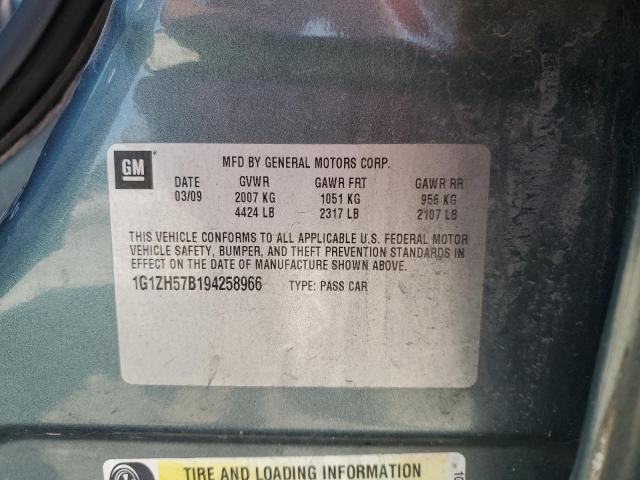 GM
MFD BY GENERAL MOTORS CORP.
DATE GVWR GAWR FRT GAWR RR
03/09 2007 KG 1051 KG 956 KG
4424 LB 2317 LB 2107 LB
THIS VEHICLE CONFORMS TO ALL APPLICABLE U.S. FEDERAL MOTOR
VEHICLE SAFETY, BUMPER, AND THEFT PREVENTION STANDARDS IN
EFFECT ON THE DATE OF MANUFACTURE SHOWN ABOVE.
1G1ZH57B194258966 TYPE: PASS CAR
TIRE AND LOADING INFORMATION